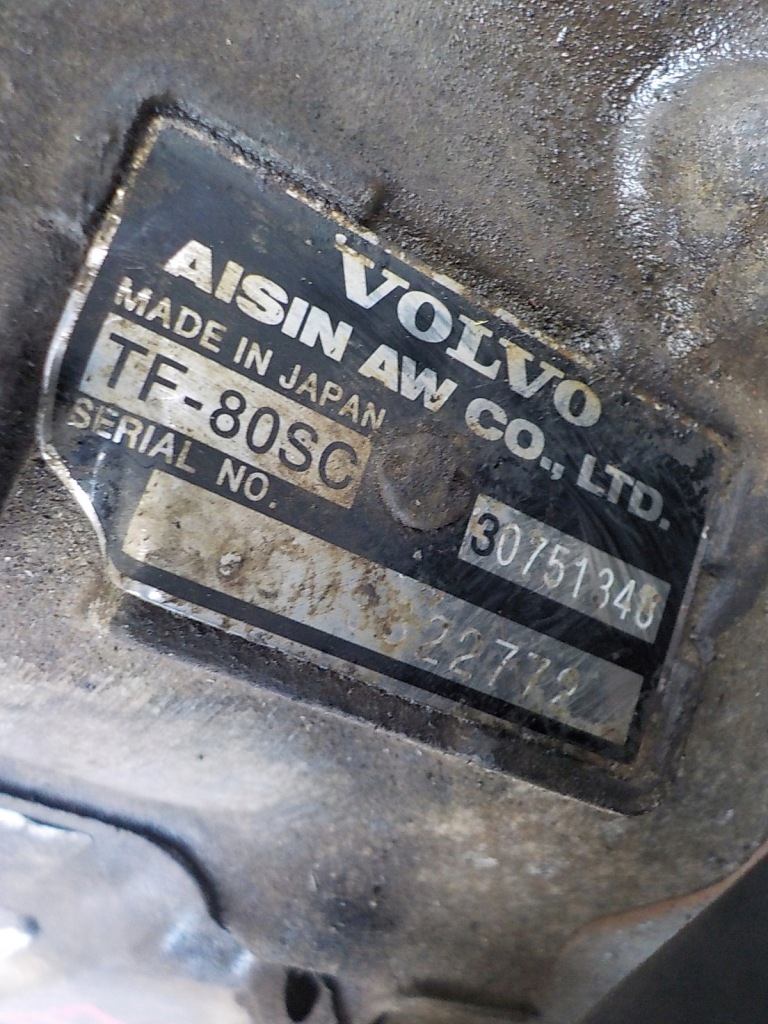 VOLVO
AISIN AW CO., LTD.
MADE IN JAPAN
TF-80SC
30751348
SERIAL NO.